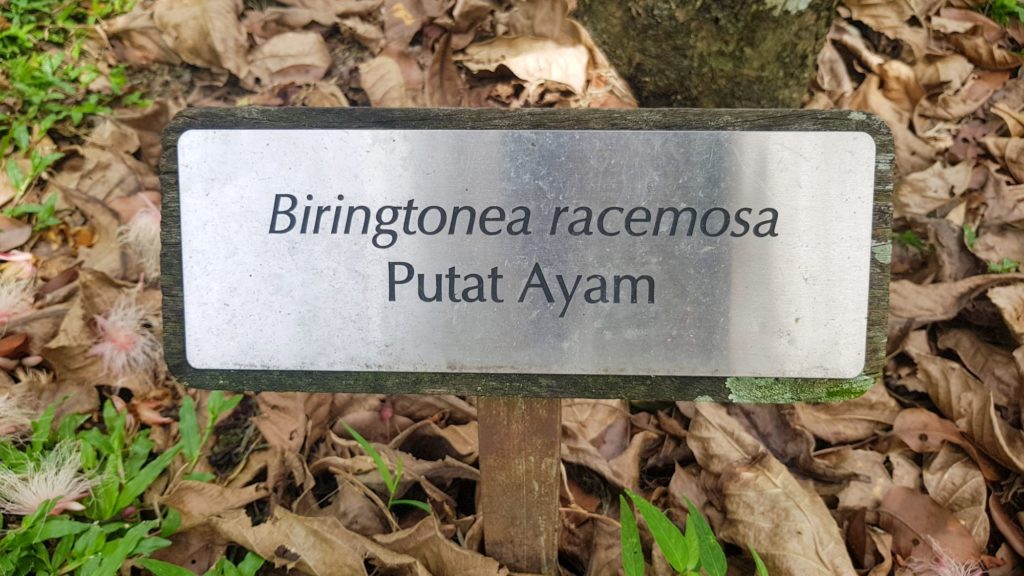 Biringtonea racemosa
Putat Ayam